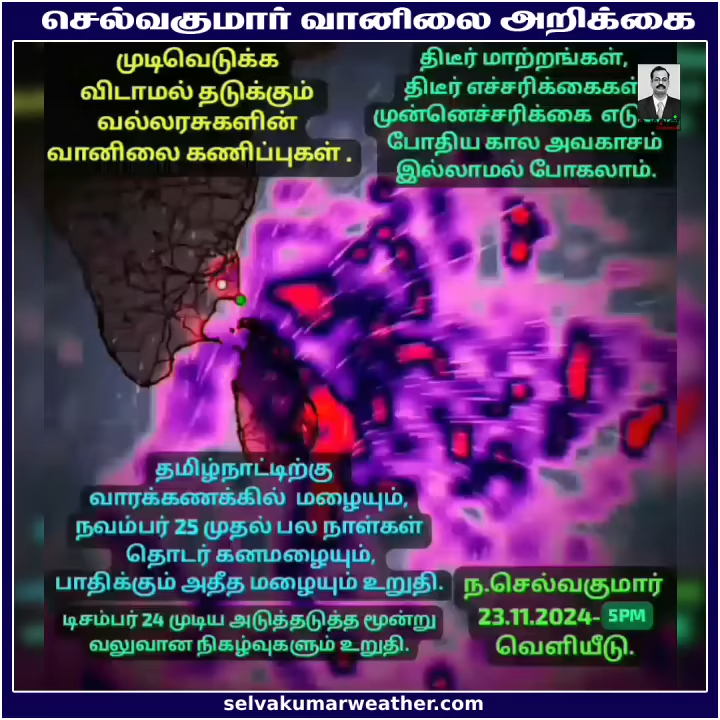 செல்வகுமார் வானிலை அறிக்கை
முடிவெடுக்க
விடாமல் தடுக்கும்
வல்லரசுகளின்
வானிலை கணிப்புகள் .
திடீர் மாற்றங்கள்,
திடீர் எச்சரிக்கைகள்
முன்னெச்சரிக்கை
போதிய கால அவகாசம்
இல்லாமல் போகலாம்.
தமிழ்நாட்டிற்கு
வாரக்கணக்கில் மழையும்,
நவம்பர் 25 முதல் பல நாள்கள்
தொடர் கனமழையும்,
பாதிக்கும் அதீத மழையும் உறுதி.
டிசம்பர் 24 முடிய அடுத்தடுத்த மூன்று
வலுவான நிகழ்வுகளும் உறுதி.
ந.செல்வகுமார்
23.11.2024- 5PM
வெளியீடு.
selvakumarweather.com